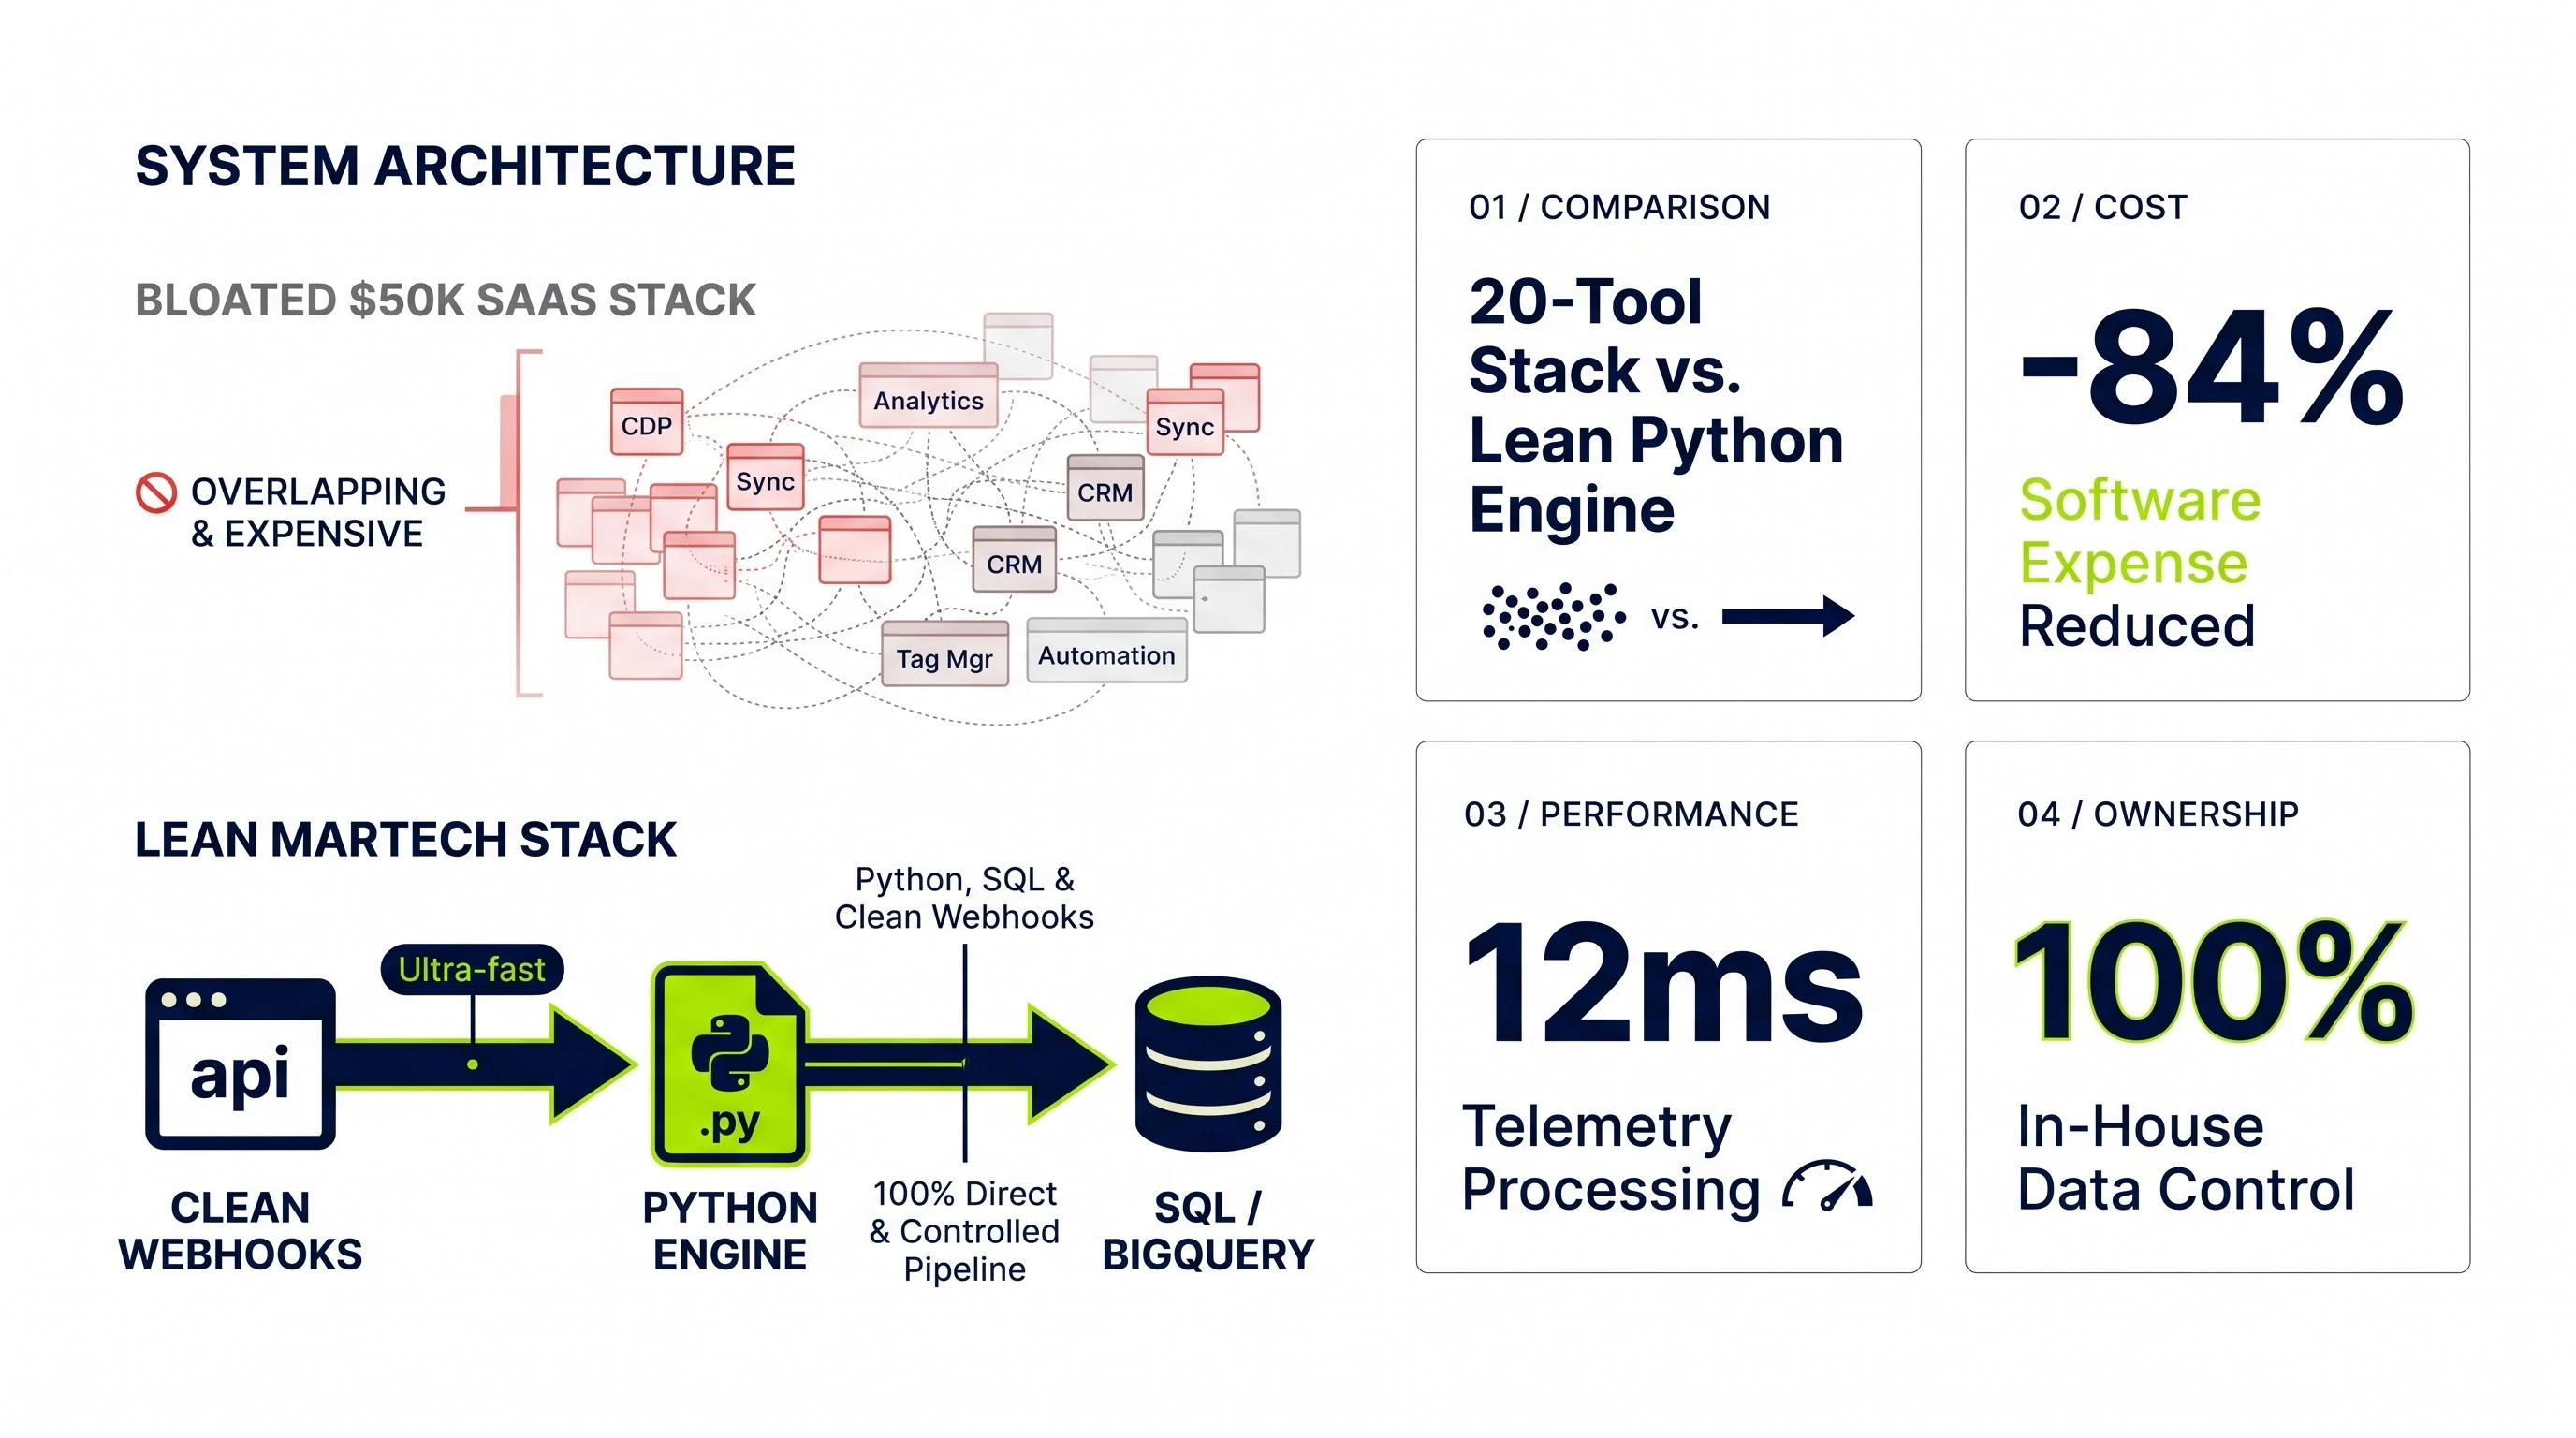 SYSTEM ARCHITECTURE
BLOATED $50K SAAS STACK
OVERLAPPING
& EXPENSIVE
CDP
Analytics
Sync
Sync
CRM
CRM
Tag Mgr
Automation
LEAN MARTECH STACK
Python, SQL &
Clean Webhooks
Ultra-fast
api
.py
CLEAN
WEBHOOKS
PYTHON
ENGINE
100% Direct
& Controlled
Pipeline
SQL /
BIGQUERY
01 / COMPARISON
20-Tool
Stack vs.
Lean Python
Engine
vs.
02 / COST
-84%
Software
Expense
Reduced
03 / PERFORMANCE
12ms
Telemetry
Processing
04 / OWNERSHIP
100%
In-House
Data Control